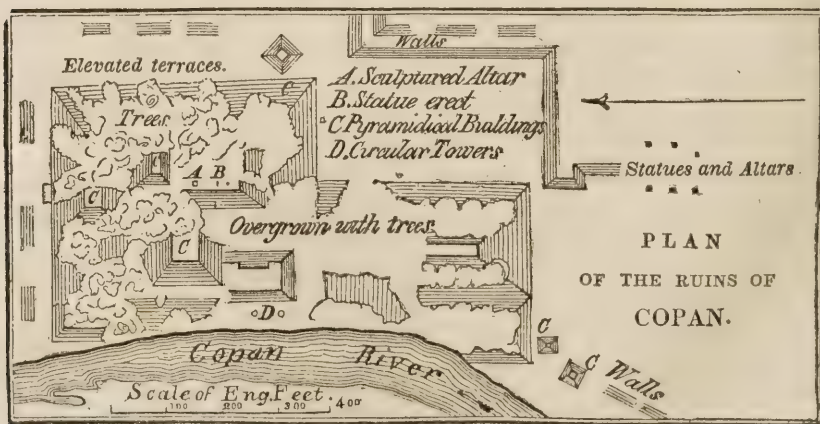 Walls
Elevated terraces.
C
A. Sculptured Altar
Trees
B. Statue erect
C Pyramidical Buildings
D. Circular Towers
A B
Statues and Altars.
C
Overgrown with trees
C
PLAN
OF THE RUINS OF
COPAN.
D
C
Copan River
C Walls
Scale of Eng. Feet.
100 200 300 400